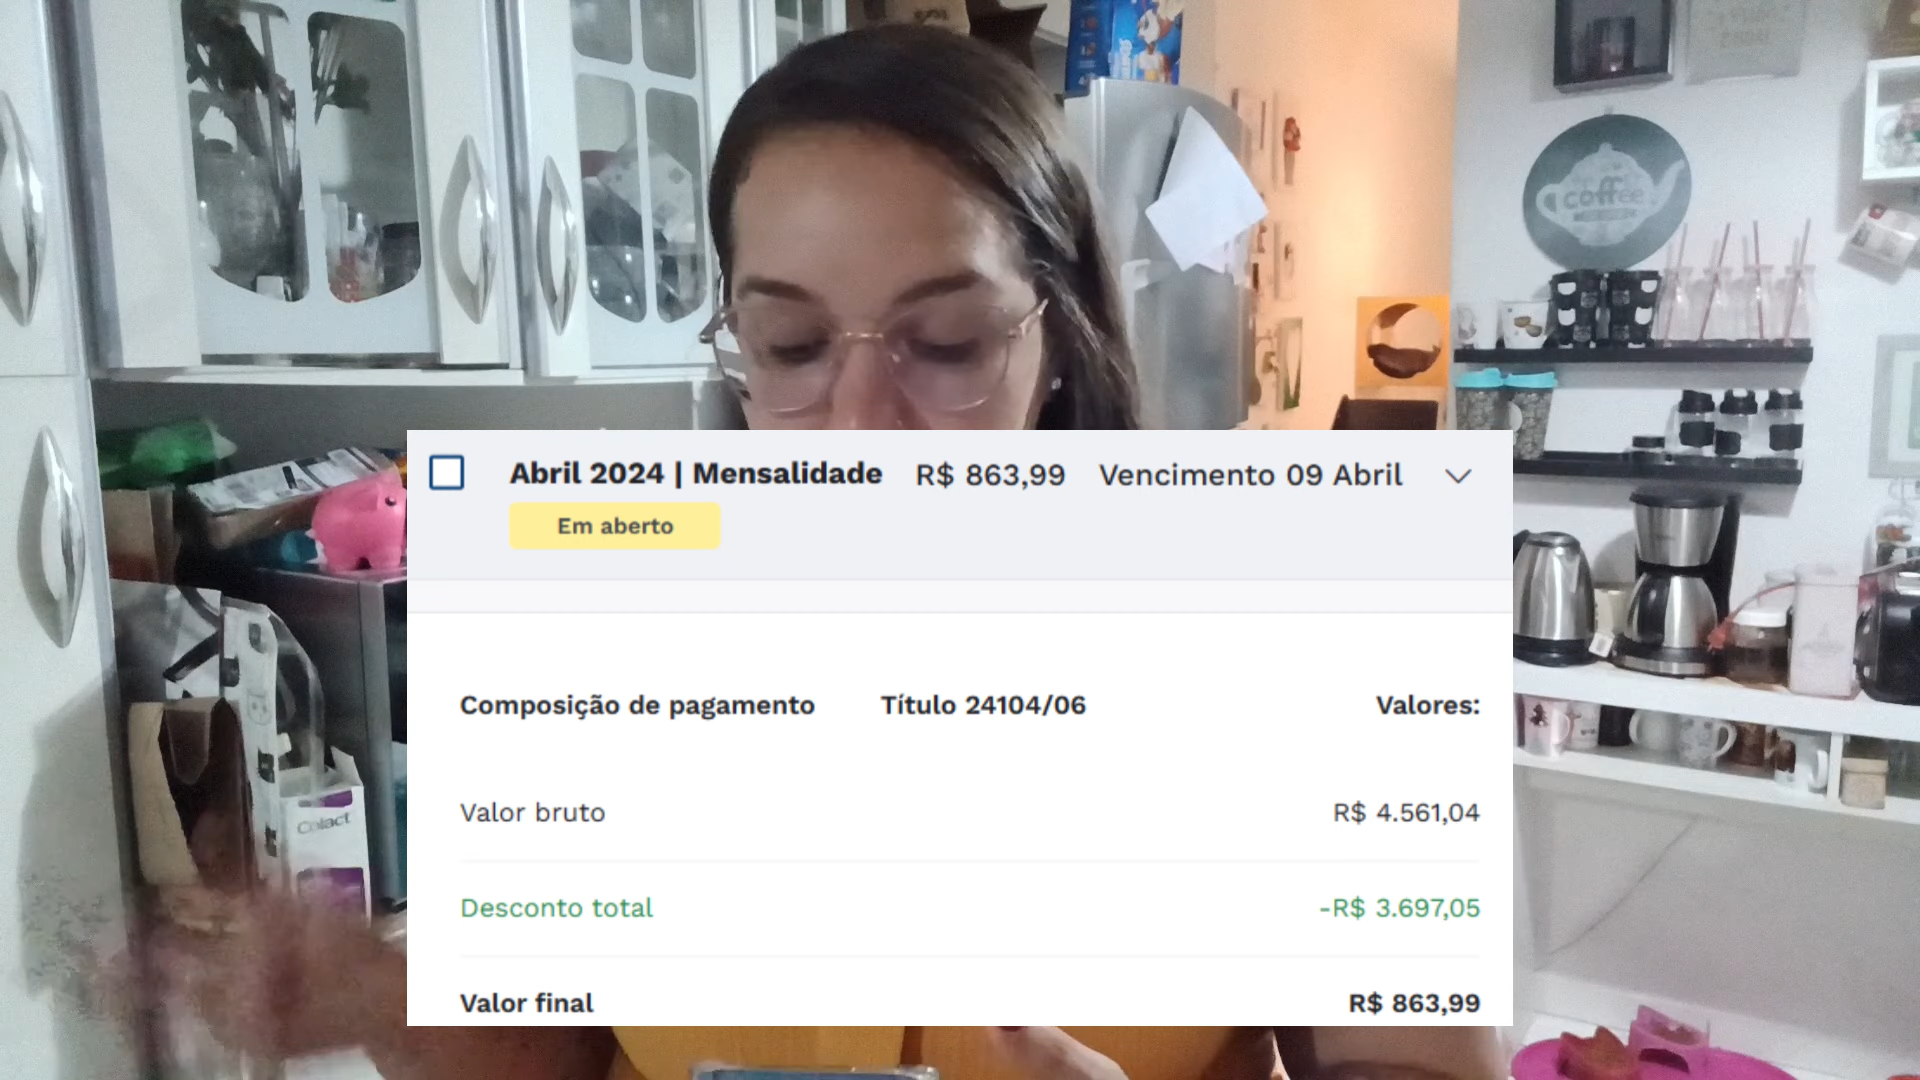 coffee
Abril 2024 | Mensalidade R$ 863,99 Vencimento 09 Abril
Em aberto
Composição de pagamento Título 24104/06 Valores:
Valor bruto R$ 4.561,04
Desconto total -R$ 3.697,05
Valor final R$ 863,99
Colact